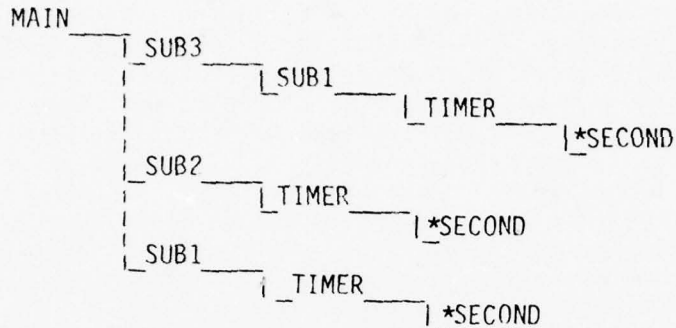 MAIN
SUB3
SUB1
TIMER
*SECOND
SUB2
TIMER
*SECOND
SUB1
TIMER
*SECOND